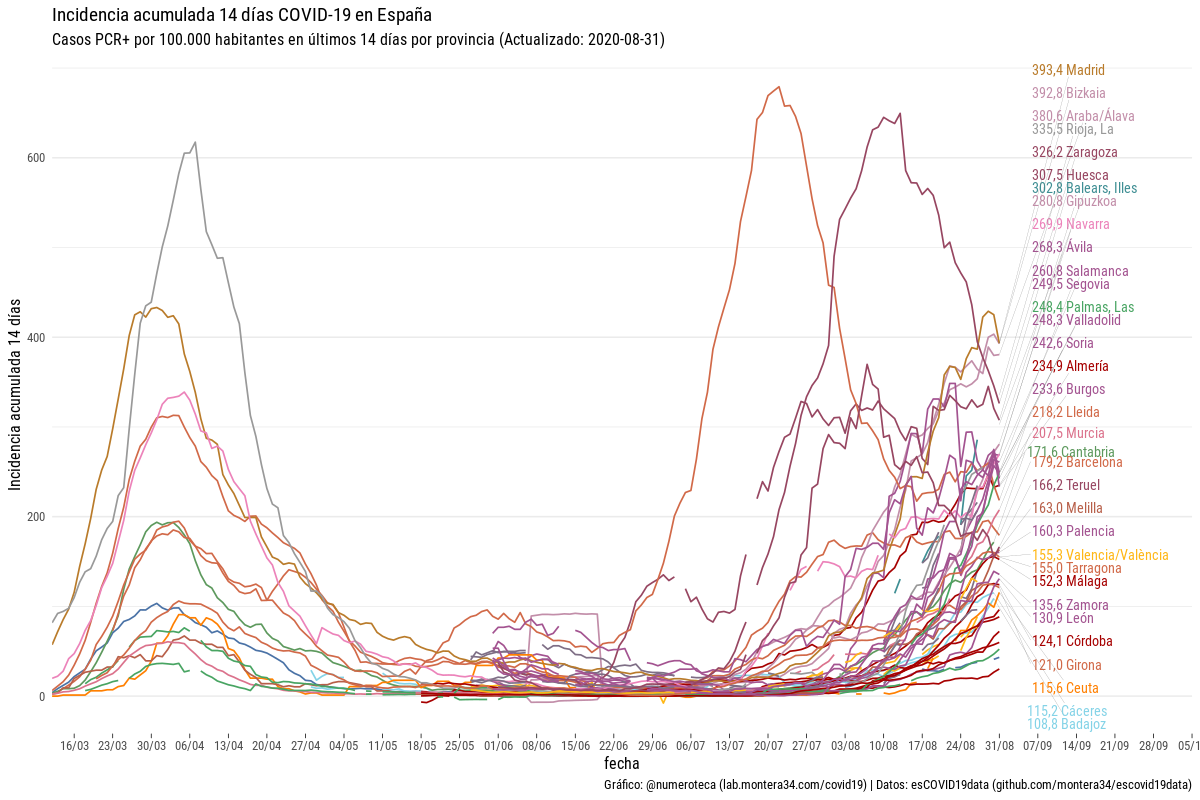 Incidencia acumulada 14 días COVID-19 en España
Casos PCR+ por 100.000 habitantes en últimos 14 días por provincia (Actualizado: 2020-08-31)
Incidencia acumulada 14 días
600
400
200
0
393,4 Madrid
392,8 Bizkaia
380,6 Araba/Álava
335,5 Rioja, La
326,2 Zaragoza
307,5 Huesca
302,8 Balears, Illes
280,8 Gipuzkoa
269,9 Navarra
268,3 Ávila
260,8 Salamanca
249,5 Segovia
248,4 Palmas, Las
248,3 Valladolid
242,6 Soria
234,9 Almería
233,6 Burgos
218,2 Lleida
207,5 Murcia
171,6 Cantabria
179,2 Barcelona
166,2 Teruel
163,0 Melilla
160,3 Palencia
155,3 Valencia/València
155,0 Tarragona
152,3 Málaga
135,6 Zamora
130,9 León
124,1 Córdoba
121,0 Girona
115,6 Ceuta
115,2 Cáceres
108,8 Badajoz
16/03 23/03 30/03 06/04 13/04 20/04 27/04 04/05 11/05 18/05 25/05 01/06 08/06 15/06 22/06 29/06 06/07 13/07 20/07 27/07 03/08 10/08 17/08 24/08 31/08 07/09 14/09 21/09 28/09 05/1
fecha
Gráfico: @numeroteca (lab.montera34.com/covid19) | Datos: esCOVID19data (github.com/montera34/escovid19data)